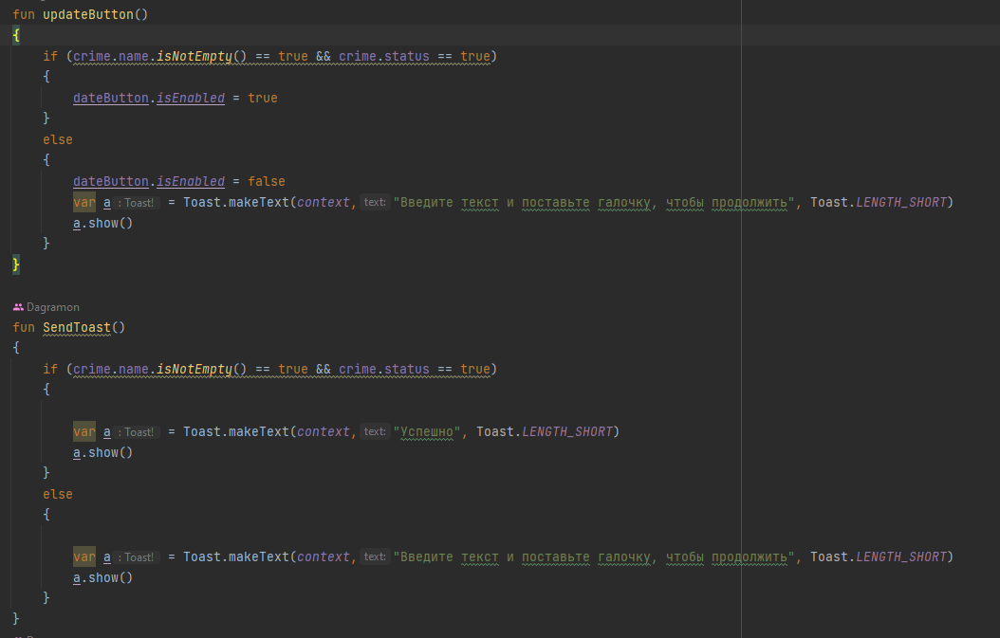 fun updateButton()
{
if (crime.name.isNotEmpty() == true && crime.status == true)
{
dateButton.isEnabled = true
}
else
{
dateButton.isEnabled = false
var a : Toast! = Toast.makeText(context, text: "Введите текст и поставьте галочку, чтобы продолжить", Toast.LENGTH_SHORT)
a.show()
}
}
Dagramon
fun SendToast()
{
if (crime.name.isNotEmpty() == true && crime.status == true)
{
var a : Toast! = Toast.makeText(context, text: "Успешно", Toast.LENGTH_SHORT)
a.show()
}
else
{
var a : Toast! = Toast.makeText(context, text: "Введите текст и поставьте галочку, чтобы продолжить", Toast.LENGTH_SHORT)
a.show()
}
}